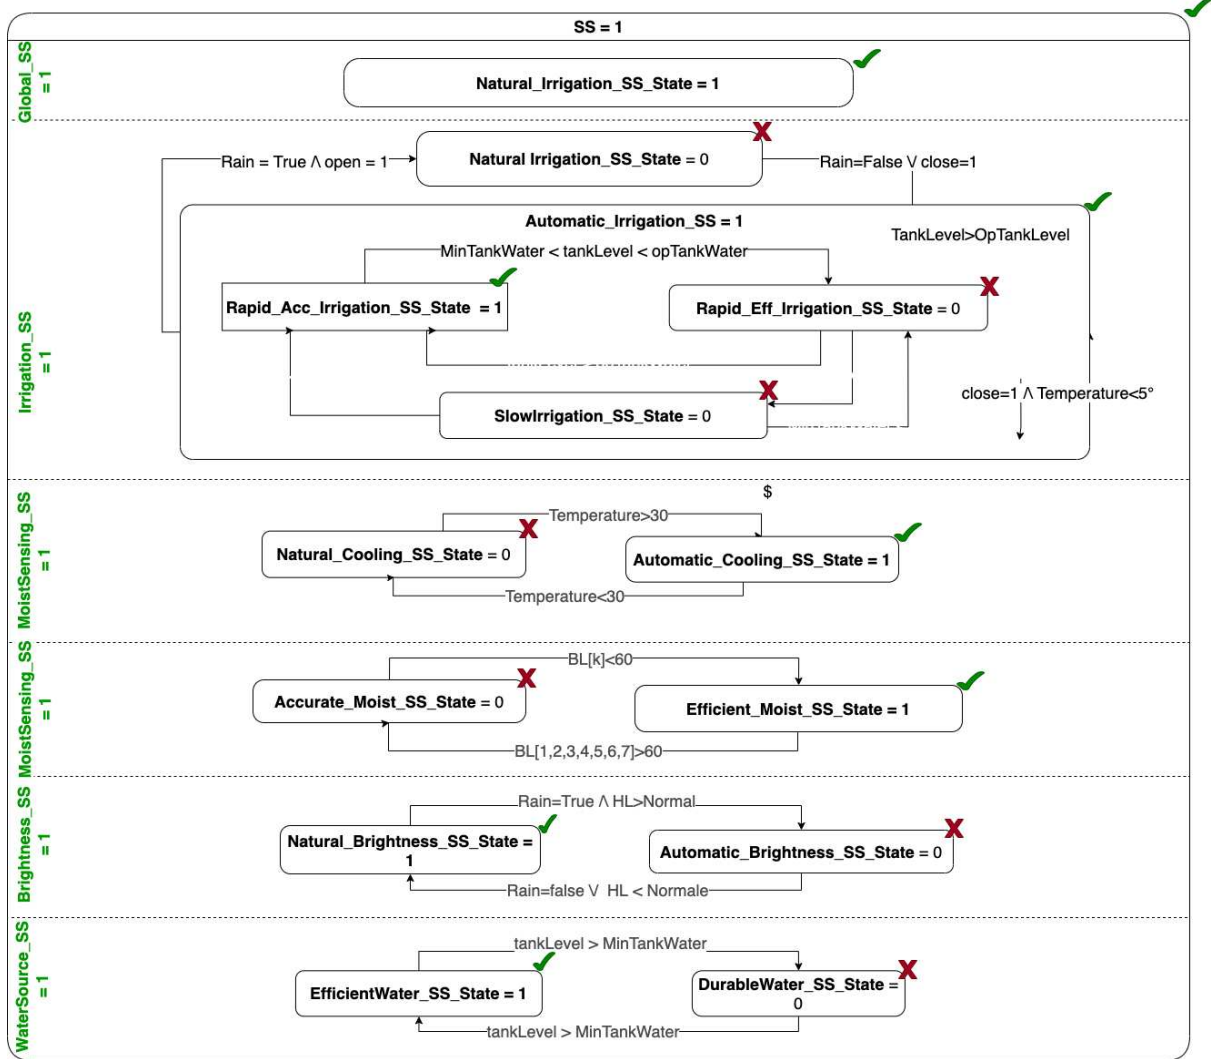 SS = 1
Global_SS
= 1
Natural_Irrigation_SS_State = 1
Irrigation_SS
= 1
Rain = True Λ open = 1
Natural Irrigation_SS_State = 0
Rain=False V close=1
Automatic_Irrigation_SS = 1
TankLevel>OpTankLevel
MinTankWater < tankLevel < opTankWater
Rapid_Acc_Irrigation_SS_State = 1
Rapid_Eff_Irrigation_SS_State = 0
close=1 Λ Temperature<5°
SlowIrrigation_SS_State = 0
MoistSensing_SS
= 1
$
Temperature>30
Natural_Cooling_SS_State = 0
Automatic_Cooling_SS_State = 1
Temperature<30
MoistSensing_SS
= 1
BL[k]<60
Accurate_Moist_SS_State = 0
Efficient_Moist_SS_State = 1
BL[1,2,3,4,5,6,7]>60
Brightness_SS
= 1
Rain=True Λ HL>Normal
Natural_Brightness_SS_State =
1
Automatic_Brightness_SS_State = 0
Rain=false V HL < Normale
WaterSource_SS
= 1
tankLevel > MinTankWater
EfficientWater_SS_State = 1
DurableWater_SS_State =
0
tankLevel > MinTankWater